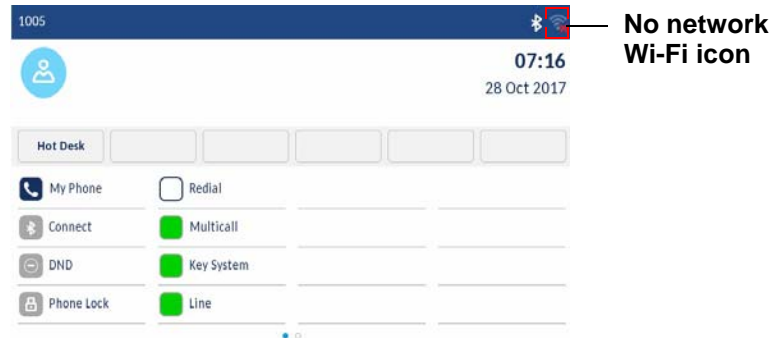 1005
No network
Wi-Fi icon
07:16
28 Oct 2017
Hot Desk
My Phone
Redial
Connect
Multicall
DND
Key System
Phone Lock
Line